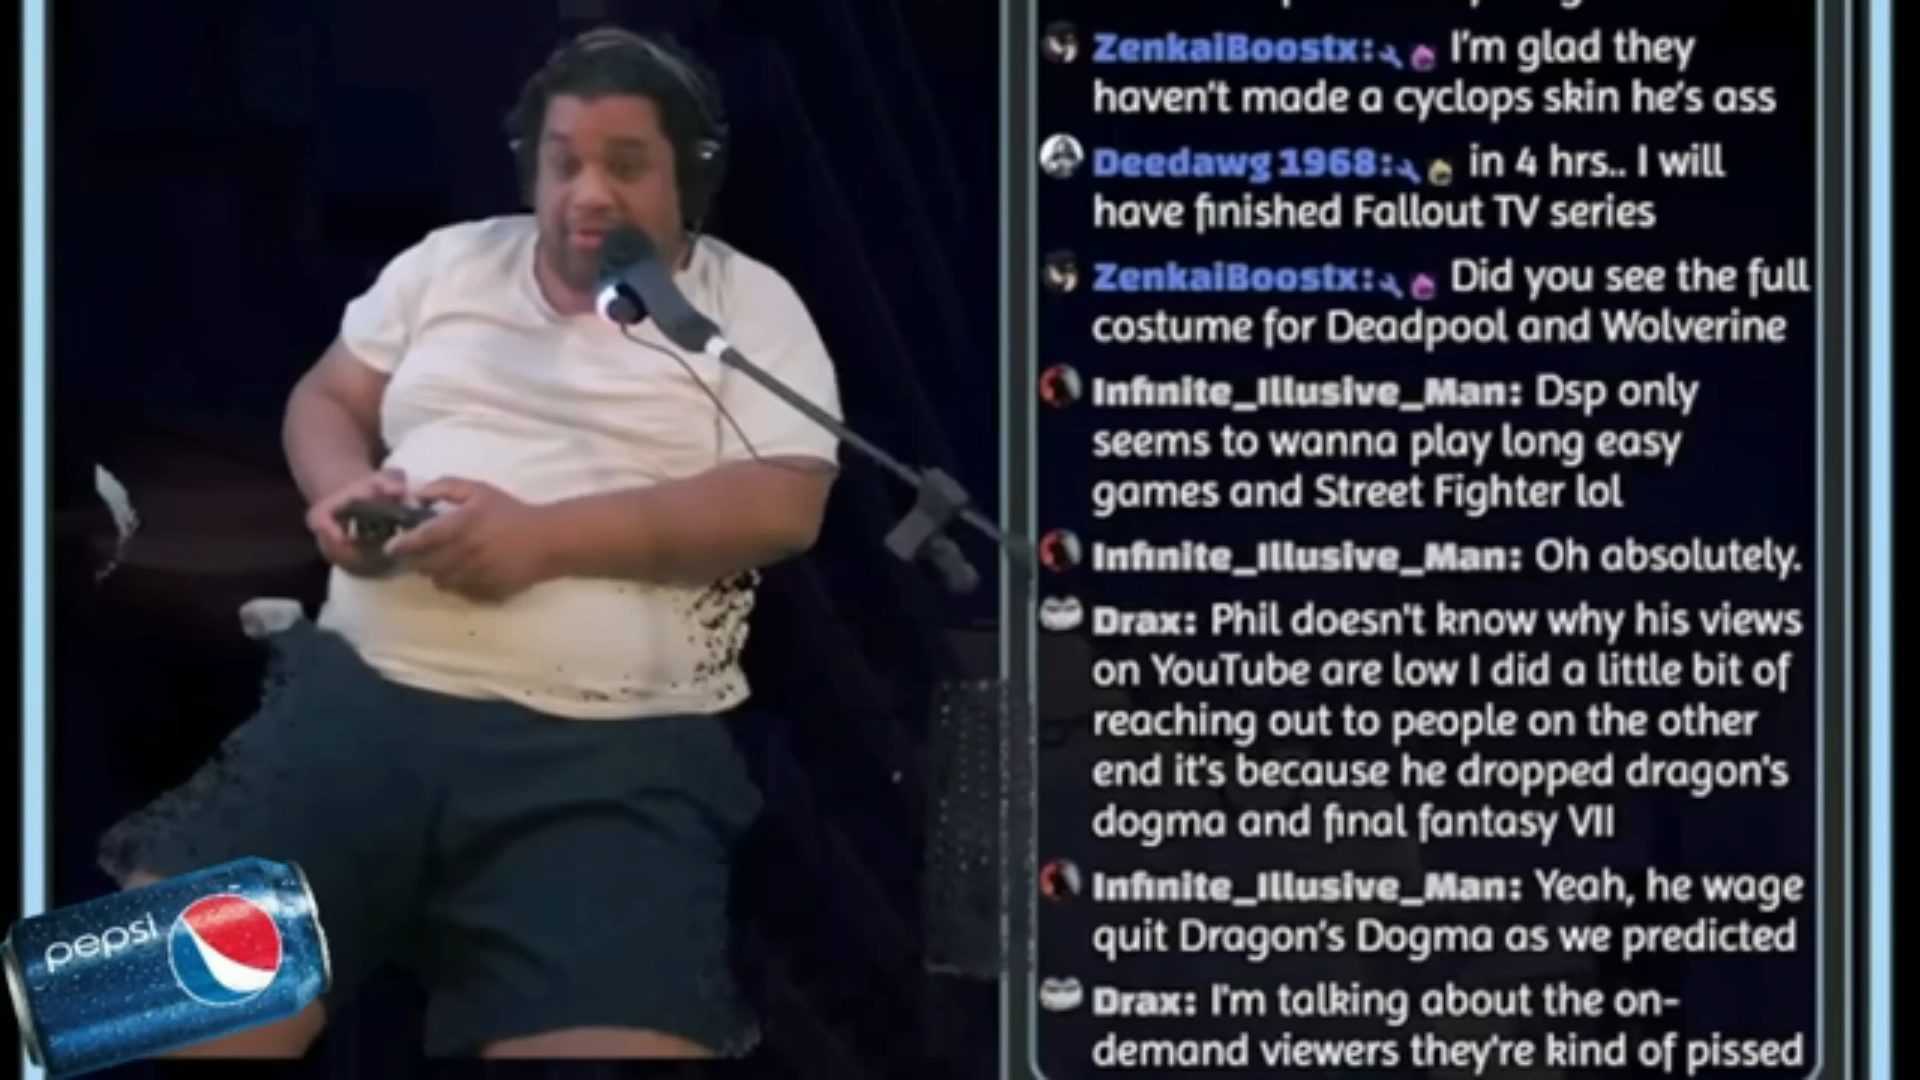 ZenkaiBoostx: I'm glad they
haven't made a cyclops skin he's ass
Deedawg 1968: in 4 hrs.. I will
have finished Fallout TV series
ZenkaiBoostx: Did you see the full
costume for Deadpool and Wolverine
Infinite_Illusive_Man: Dsp only
seems to wanna play long easy
games and Street Fighter lol
Infinite_Illusive_Man: Oh absolutely.
Drax: Phil doesn't know why his views
on YouTube are low I did a little bit of
reaching out to people on the other
end it's because he dropped dragon's
dogma and final fantasy VII
Infinite_Illusive_Man: Yeah, he wage
quit Dragon's Dogma as we predicted
Drax: I'm talking about the on-
demand viewers they're kind of pissed
pepsi